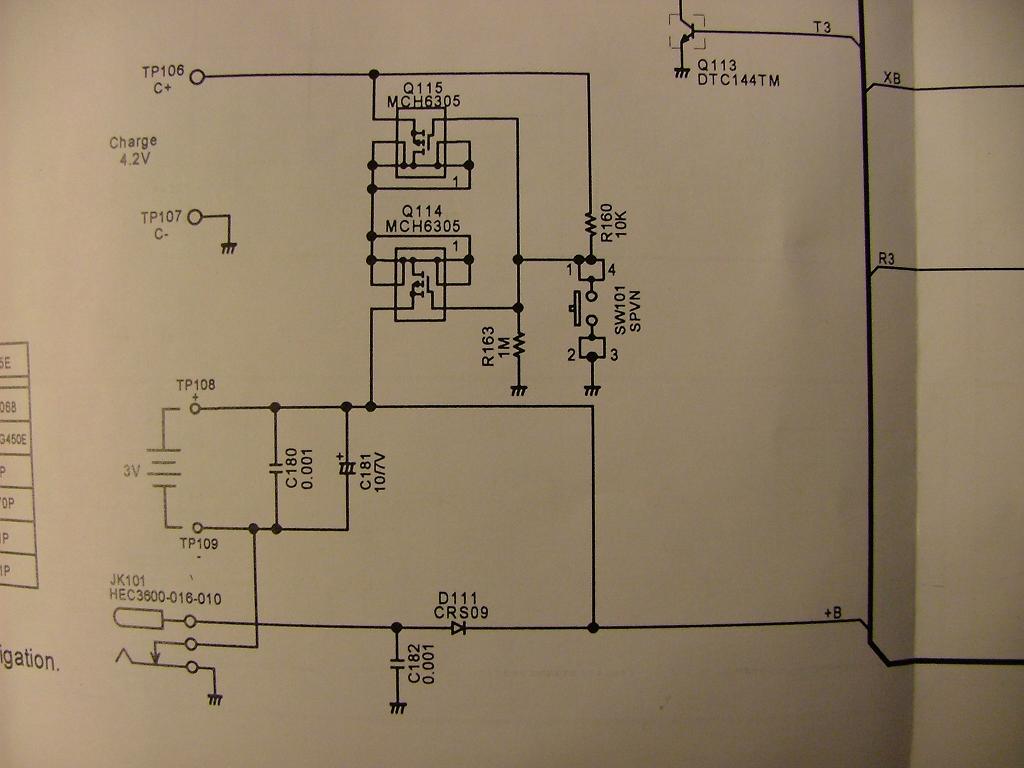 T3
Q113
DTC144TM
XB
TP106
C+
Q115
MCH6305
Charge
4.2V
1
TP107
C-
Q114
MCH6305
1
R160
10K
R3
1
4
SW101
SPVN
R163
1M
2
3
5E
068
G450E
P
70P
1P
1P
TP108
+
3V
C180
0.001
+
C181
10/7V
TP109
-
JK101
HEC3600-016-010
D111
CRS09
+B
C182
0.001
igation.